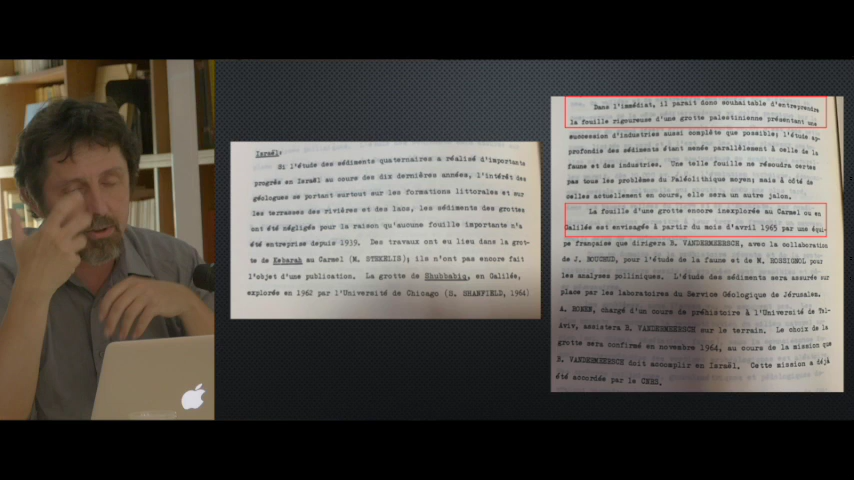 Israël:
Si l'étude des sédiments quaternaires a réalisé d'importants
progrès en Israël au cours des dix dernières années, l'intérêt des
géologues se portant surtout sur les formations littorales et sur
les terrasses des rivières et des lacs, les sédiments des grottes
ont été négligés pour la raison qu'aucune fouille importante n'a
été entreprise depuis 1939. Des travaux ont eu lieu dans la grot-
te de Kebarah au Carmel (M. STEKELIS); ils n'ont pas encore fait
l'objet d'une publication. La grotte de Shubbabiq, en Galilée,
explorée en 1962 par l'Université de Chicago (S. SHANFIELD, 1964)
Dans l'immédiat, il parait donc souhaitable d'entreprendre
la fouille rigoureuse d'une grotte palestinienne présentant une
succession d'industries aussi complète que possible; l'étude ap-
profondie des sédiments étant menée parallèlement à celle de la
faune et des industries. Une telle fouille ne résoudra certes
pas tous les problèmes du Paléolithique moyen; mais à côté de
celles actuellement en cours, elle sera un autre jalon.
La fouille d'une grotte encore inexplorée au Carmel ou en
Galilée est envisagée à partir du mois d'avril 1965 par une équi-
pe française que dirigera B. VANDERMEERSCH, avec la collaboration
de J. BOUCHUD, pour l'étude de la faune et de M. ROSSIGNOL pour
les analyses polliniques. L'étude des sédiments sera assurée sur
place par les laboratoires du Service Géologique de Jérusalem.
A. RONEN, chargé d'un cours de préhistoire à l'Université de Tel-
Aviv, assistera B. VANDERMEERSCH sur le terrain. Le choix de la
grotte sera confirmé en novembre 1964, au cours de la mission que
B. VANDERMEERSCH doit accomplir en Israël. Cette mission a déjà
été accordée par le CNRS.